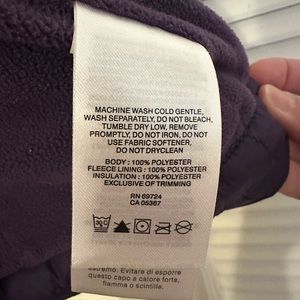 MACHINE WASH COLD GENTLE,
WASH SEPARATELY, DO NOT BLEACH,
TUMBLE DRY LOW, REMOVE
PROMPTLY, DO NOT IRON, DO NOT
USE FABRIC SOFTENER,
DO NOT DRYCLEAN
BODY : 100% POLYESTER
FLEECE LINING : 100% POLYESTER
INSULATION : 100% POLYESTER
EXCLUSIVE OF TRIMMING
RN 69724
CA 05367
estremo. Evitare di esporre
questo capo a calore forte,
fiamma o scintille.